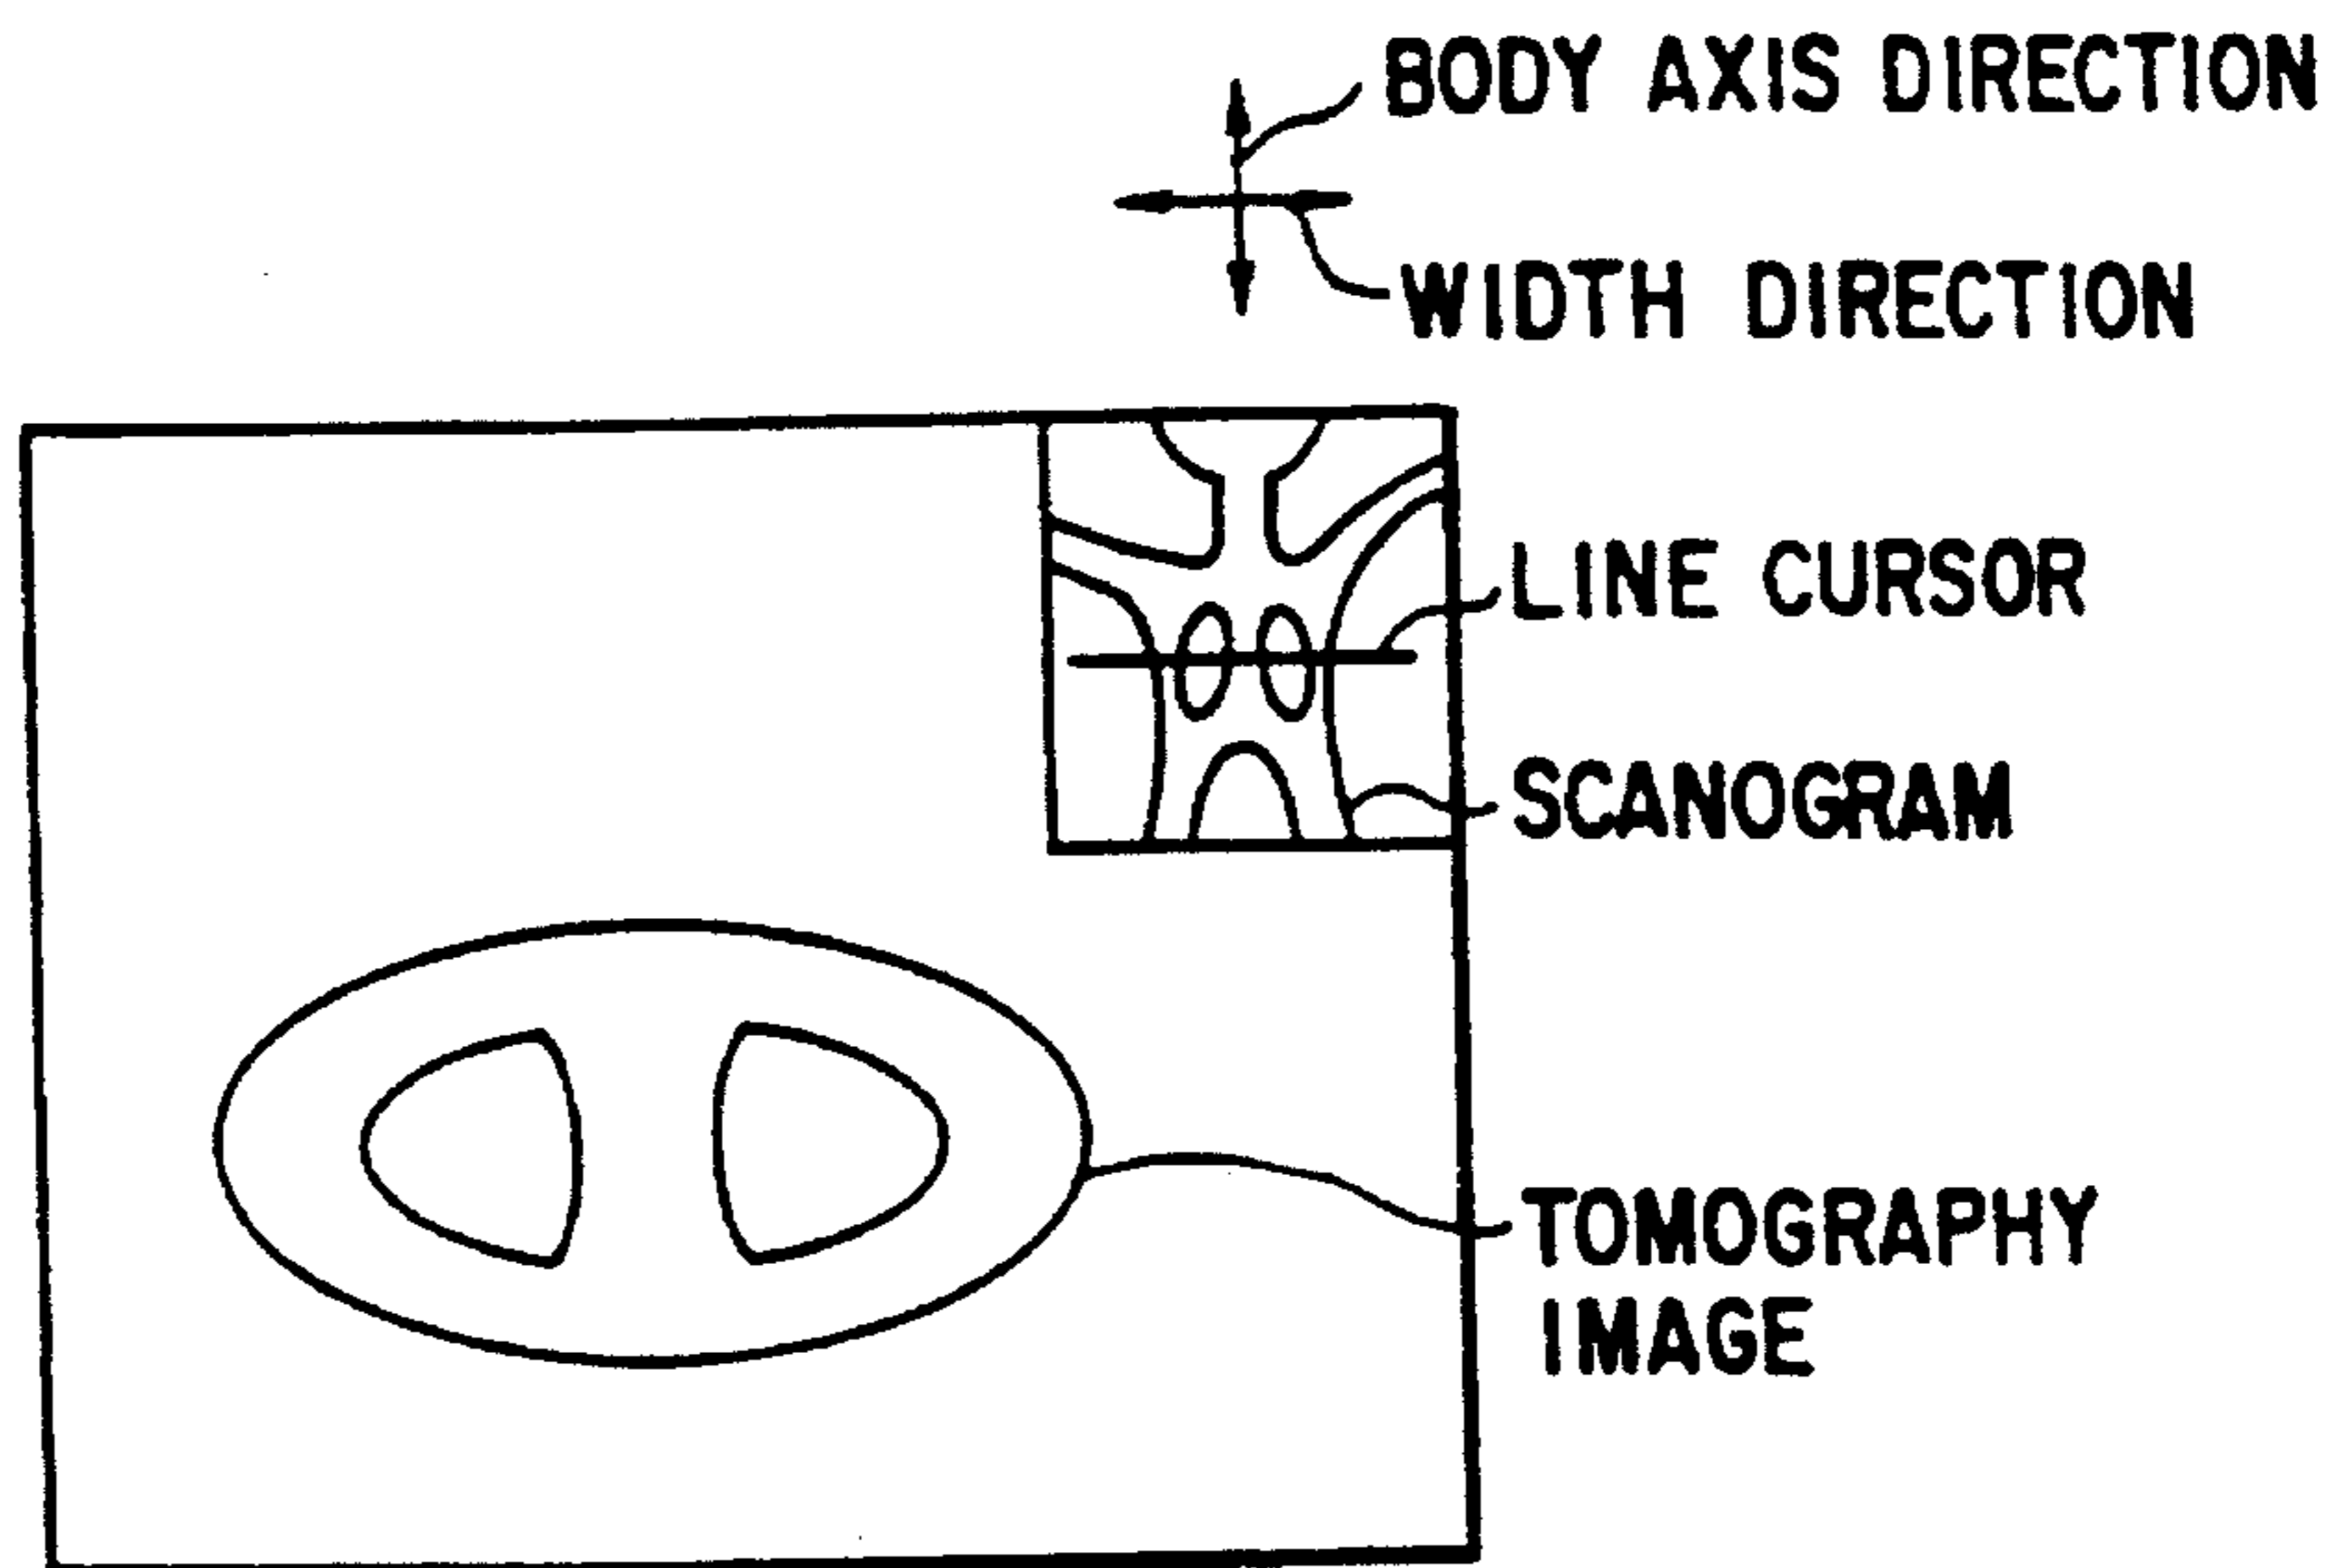 BODY AXIS DIRECTION
WIDTH DIRECTION
LINE CURSOR
SCANOGRAM
TOMOGRAPHY
IMAGE